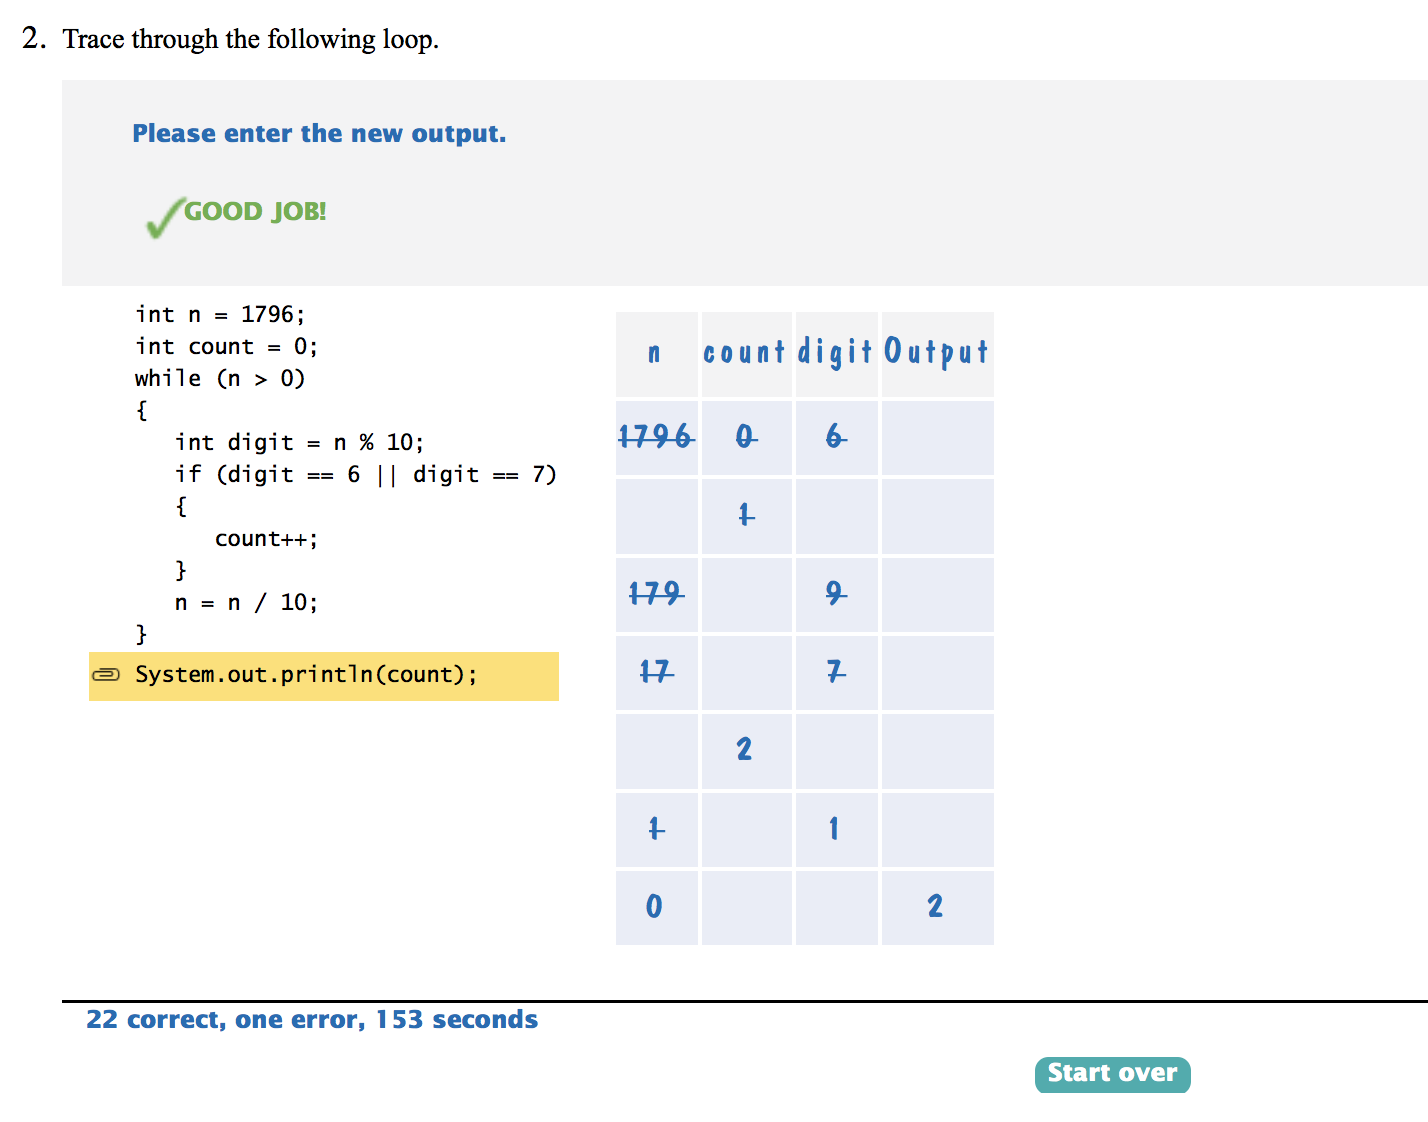 2. Trace through the following loop.
Please enter the new output.
GOOD JOB!
int n = 1796;
int count = 0;
while (n > 0)
{
int digit = n % 10;
if (digit == 6 || digit == 7)
{
count++;
}
n = n / 10;
}
System.out.println(count);
n count digit Output
1796 0 6
1
179 9
17 7
2
1 1
0 2
22 correct, one error, 153 seconds
Start over